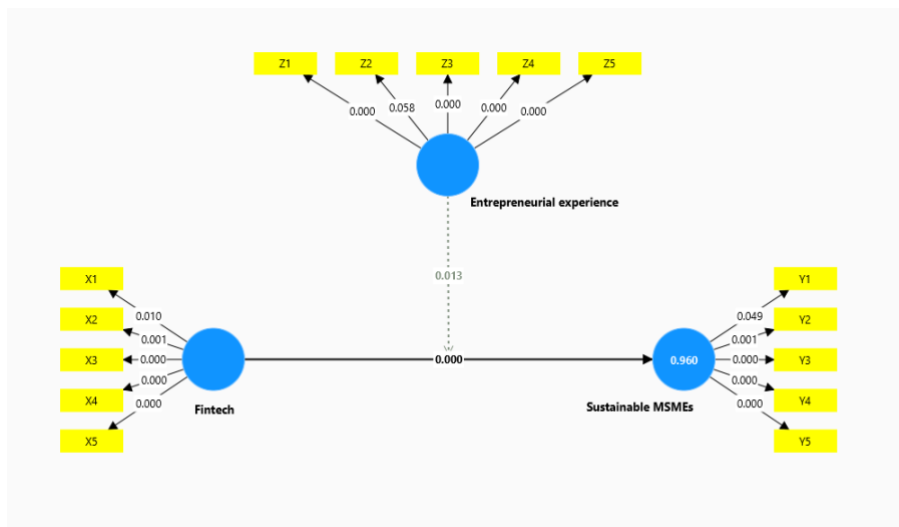 Z1 Z2 Z3 Z4 Z5
0.000 0.058 0.000 0.000 0.000
Entrepreneurial experience
0.013
X1
X2
X3
X4
X5
0.010
0.001
0.000
0.000
0.000
Fintech
0.000
0.960
Sustainable MSMEs
0.049
0.001
0.000
0.000
0.000
Y1
Y2
Y3
Y4
Y5